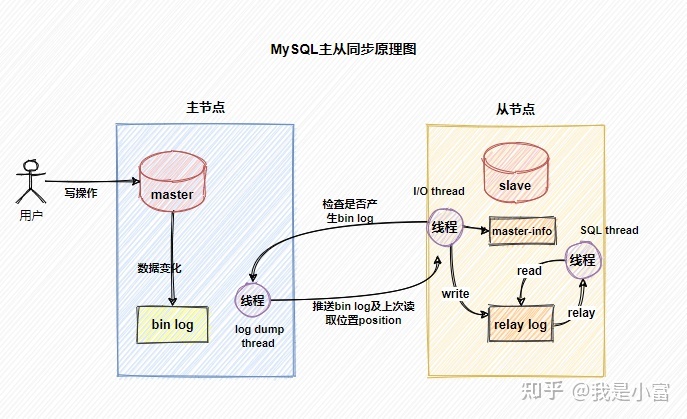 MySQL主从同步原理图
主节点
从节点
用户
写操作
master
数据变化
bin log
线程
log dump
thread
检查是否产
生bin log
推送bin log及上次读
取位置position
I/O thread
线程
slave
master-info
SQL thread
线程
read
write
relay log
relay
知乎 @我是小富